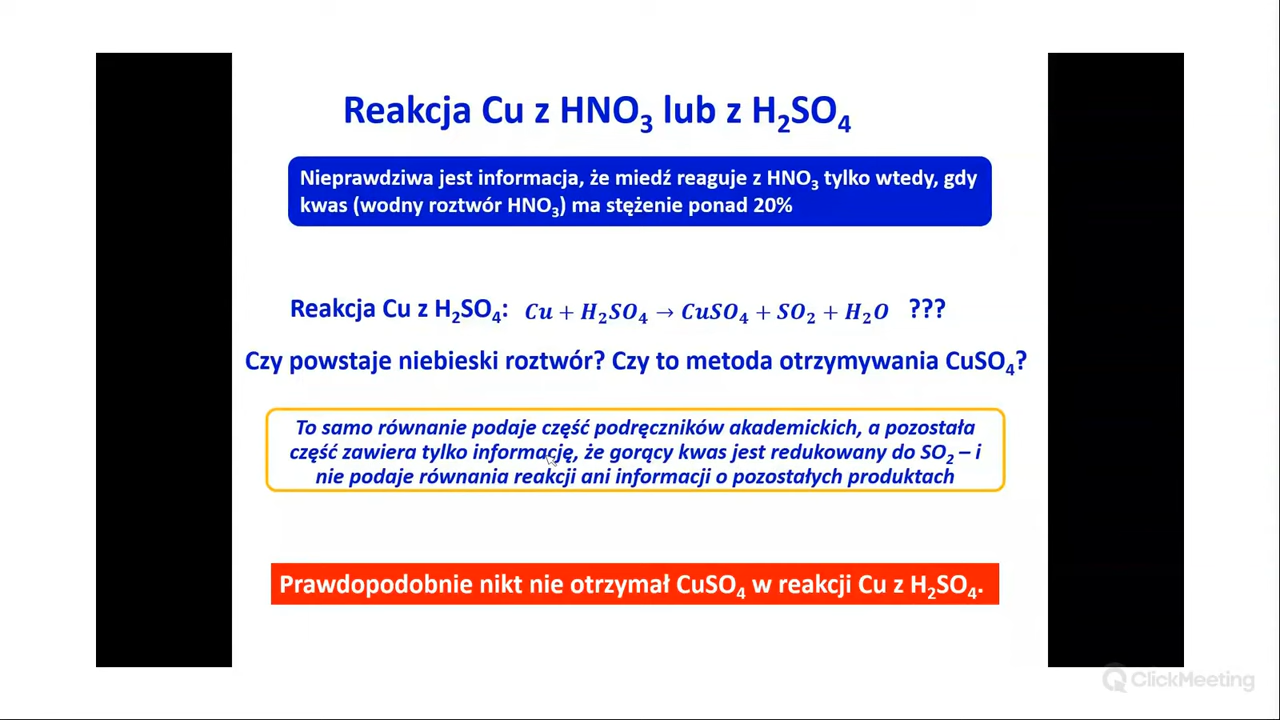 Reakcja Cu z HNO₃ lub z H₂SO₄
Nieprawdziwa jest informacja, że miedź reaguje z HNO₃ tylko wtedy, gdy
kwas (wodny roztwór HNO₃) ma stężenie ponad 20%
Reakcja Cu z H₂SO₄: Cu + H₂SO₄ → CuSO₄ + SO₂ + H₂O ???
Czy powstaje niebieski roztwór? Czy to metoda otrzymywania CuSO₄?
To samo równanie podaje część podręczników akademickich, a pozostała
część zawiera tylko informację, że gorący kwas jest redukowany do SO₂ – i
nie podaje równania reakcji ani informacji o pozostałych produktach
Prawdopodobnie nikt nie otrzymał CuSO₄ w reakcji Cu z H₂SO₄.
ClickMeeting